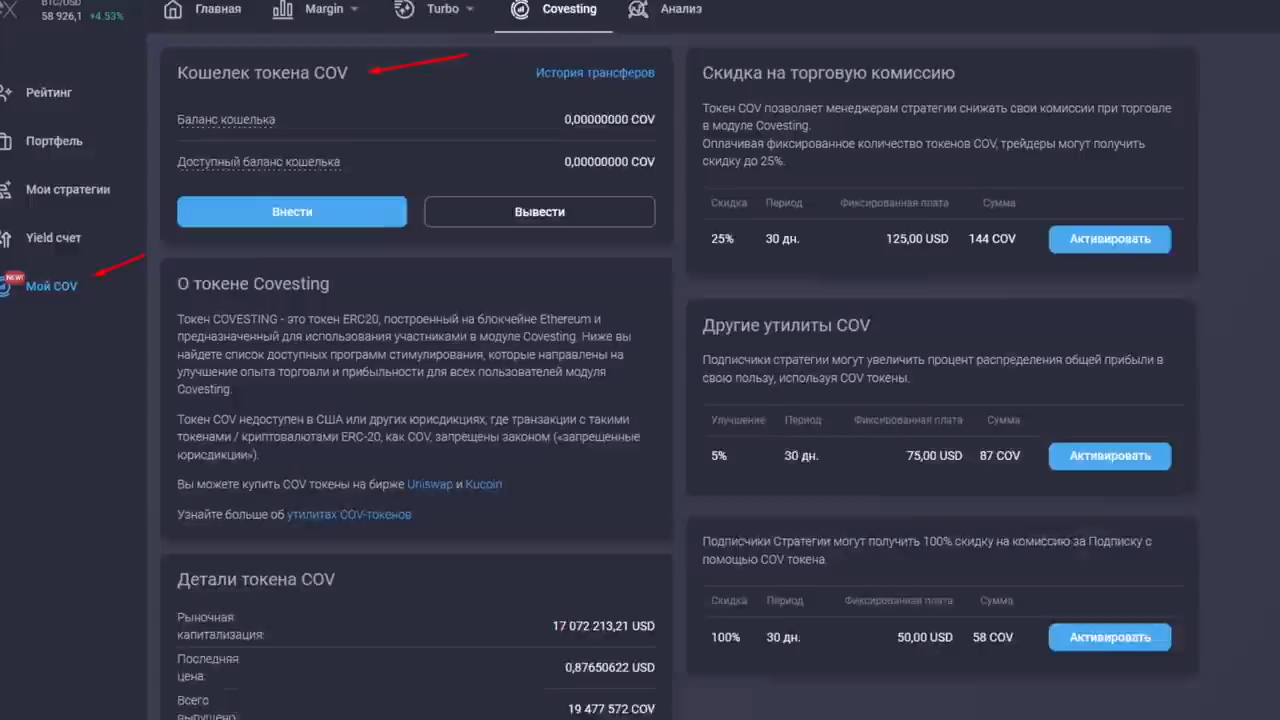 BTC/USD
58 926,1 +4.53%
Главная
Margin
Turbo
Covesting
Анализ
Рейтинг
Портфель
Мои стратегии
Yield счет
NEW!
Мой COV
Кошелек токена COV
История трансферов
Баланс кошелька 0,00000000 COV
Доступный баланс кошелька 0,00000000 COV
Внести
Вывести
О токене Covesting
Токен COVESTING - это токен ERC20, построенный на блокчейне Ethereum и
предназначенный для использования участниками в модуле Covesting. Ниже вы
найдете список доступных программ стимулирования, которые направлены на
улучшение опыта торговли и прибыльности для всех пользователей модуля
Covesting.
Токен COV недоступен в США или других юрисдикциях, где транзакции с такими
токенами / криптовалютами ERC-20, как COV, запрещены законом («запрещенные
юрисдикции»).
Вы можете купить COV токены на бирже Uniswap и Kucoin
Узнайте больше об утилитах COV-токенов
Детали токена COV
Рыночная
капитализация: 17 072 213,21 USD
Последняя
цена: 0,87650622 USD
Всего
выпущено 19 477 572 COV
Скидка на торговую комиссию
Токен COV позволяет менеджерам стратегии снижать свои комиссии при торговле
в модуле Covesting.
Оплачивая фиксированное количество токенов COV, трейдеры могут получить
скидку до 25%.
Скидка Период Фиксированная плата Сумма
25% 30 дн. 125,00 USD 144 COV Активировать
Другие утилиты COV
Подписчики стратегии могут увеличить процент распределения общей прибыли в
свою пользу, используя COV токены.
Улучшение Период Фиксированная плата Сумма
5% 30 дн. 75,00 USD 87 COV Активировать
Подписчики Стратегии могут получить 100% скидку на комиссию за Подписку с
помощью COV токена.
Скидка Период Фиксированная плата Сумма
100% 30 дн. 50,00 USD 58 COV Активировать